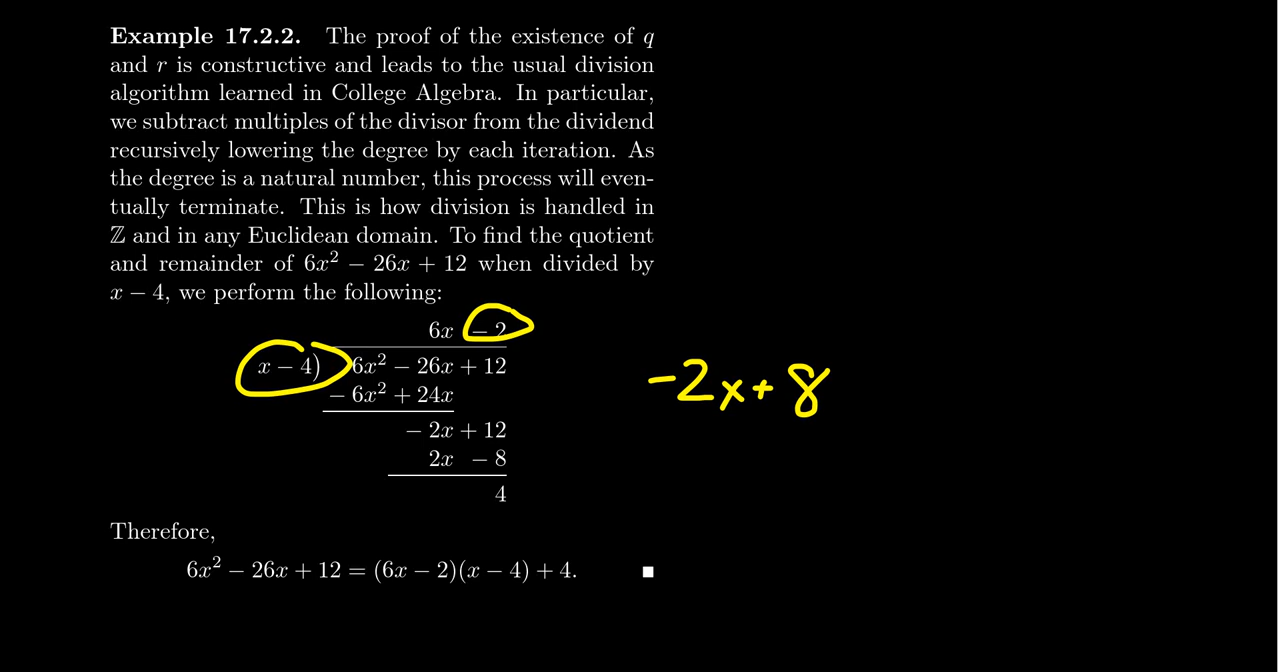 Example 17.2.2. The proof of the existence of q
and r is constructive and leads to the usual division
algorithm learned in College Algebra. In particular,
we subtract multiples of the divisor from the dividend
recursively lowering the degree by each iteration. As
the degree is a natural number, this process will even-
tually terminate. This is how division is handled in
ℤ and in any Euclidean domain. To find the quotient
and remainder of 6x² − 26x + 12 when divided by
x − 4, we perform the following:
6x − 2
x − 4) 6x² − 26x + 12
− 6x² + 24x
− 2x + 12
2x − 8
4
-2x + 8
Therefore,
6x² − 26x + 12 = (6x − 2)(x − 4) + 4. ■